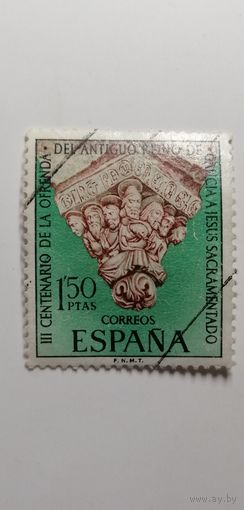 III CENTENARIO DE LA OFRENDA · DEL ANTIGUO REINO DE GALICIA A JESUS SACRAMENTADO
1'50
PTAS
CORREOS
ESPAÑA
F.N.M.T.
ay.by